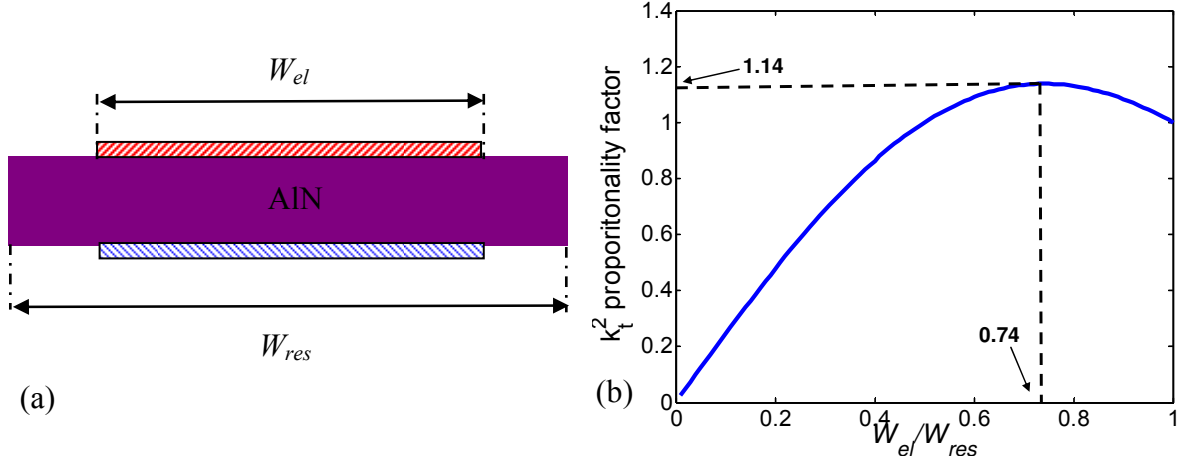 W_el
AlN
W_res
(a)
k_t^2 proporitonality factor
1.4
1.2
1
0.8
0.6
0.4
0.2
0
1.14
0.74
0 0.2 0.4 0.6 0.8 1
W_el/W_res
(b)